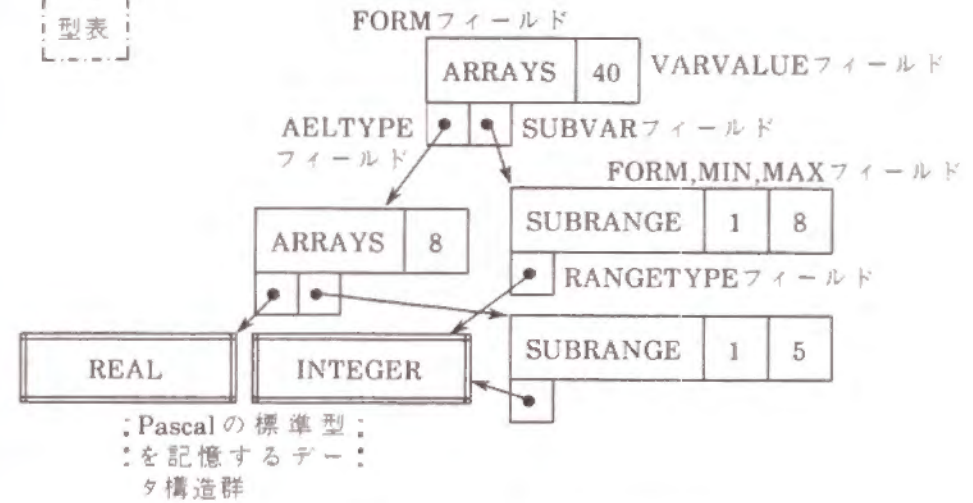 型表
FORMフィールド
ARRAYS 40 VARVALUEフィールド
AELTYPE
フィールド
SUBVARフィールド
FORM,MIN,MAXフィールド
ARRAYS 8
SUBRANGE 1 8
RANGETYPEフィールド
REAL
INTEGER
SUBRANGE 1 5
Pascalの標準型
を記憶するデー
タ構造群